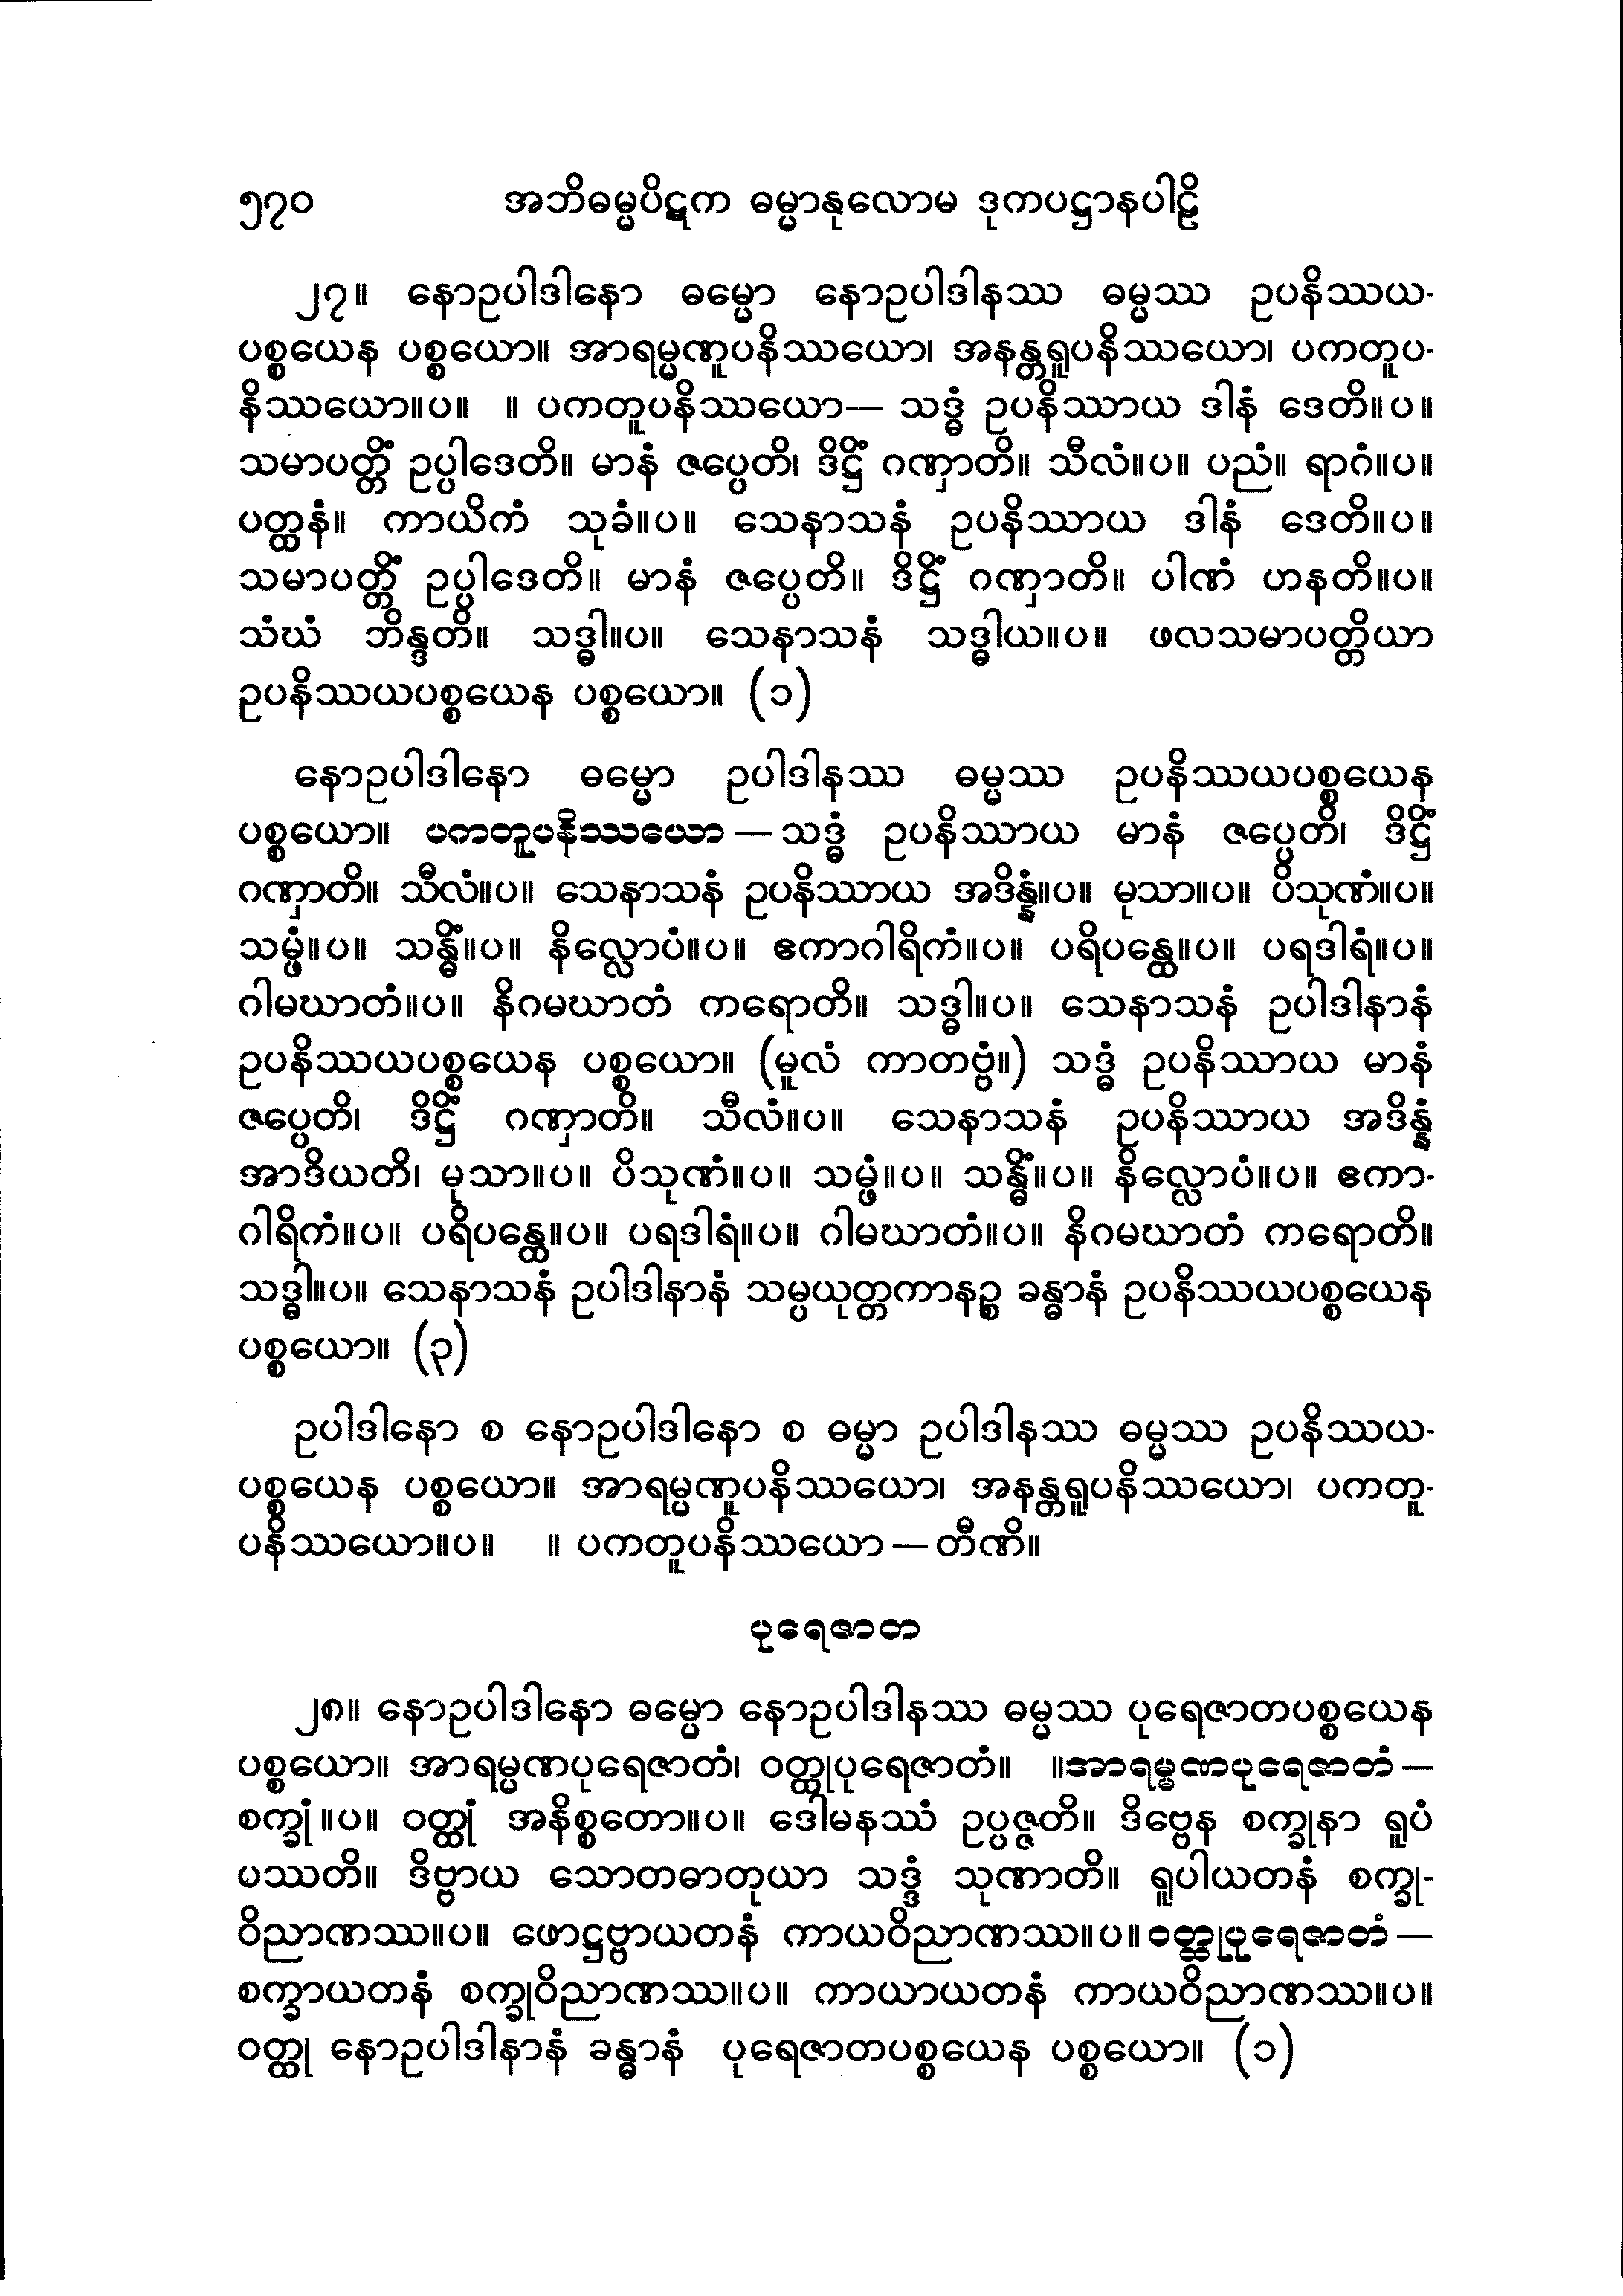 ၅၇၀ အဘိဓမ္မပိဋက ဓမ္မာနုလောမ ဒုကပဋ္ဌာနပါဠိ
၂၇။ နောဥပါဒါနော ဓမ္မော နောဥပါဒါနဿ ဓမ္မဿ ဥပနိဿယ-
ပစ္စယေန ပစ္စယော။ အာရမ္မဏူပနိဿယော၊ အနန္တရူပနိဿယော၊ ပကတူပ-
နိဿယော။ပ။ ။ ပကတူပနိဿယော— သဒ္ဓံ ဥပနိဿာယ ဒါနံ ဒေတိ။ပ။
သမာပတ္တိံ ဥပ္ပါဒေတိ။ မာနံ ဇပ္ပေတိ၊ ဒိဋ္ဌိံ ဂဏှာတိ။ သီလံ။ပ။ ပညံ။ ရာဂံ။ပ။
ပတ္ထနံ။ ကာယိကံ သုခံ။ပ။ သေနာသနံ ဥပနိဿာယ ဒါနံ ဒေတိ။ပ။
သမာပတ္တိံ ဥပ္ပါဒေတိ။ မာနံ ဇပ္ပေတိ။ ဒိဋ္ဌိံ ဂဏှာတိ။ ပါဏံ ဟနတိ။ပ။
သံဃံ ဘိန္ဒတိ။ သဒ္ဓါ။ပ။ သေနာသနံ သဒ္ဓါယ။ပ။ ဖလသမာပတ္တိယာ
ဥပနိဿယပစ္စယေန ပစ္စယော။ (၁)
နောဥပါဒါနော ဓမ္မော ဥပါဒါနဿ ဓမ္မဿ ဥပနိဿယပစ္စယေန
ပစ္စယော။ ပကတူပနိဿယော — သဒ္ဓံ ဥပနိဿာယ မာနံ ဇပ္ပေတိ၊ ဒိဋ္ဌိံ
ဂဏှာတိ။ သီလံ။ပ။ သေနာသနံ ဥပနိဿာယ အဒိန္နံ။ပ။ မုသာ။ပ။ ပိသုဏံ။ပ။
သမ္ဖံ။ပ။ သန္ဓိံ။ပ။ နိလ္လောပံ။ပ။ ဧကာဂါရိကံ။ပ။ ပရိပန္ထေ။ပ။ ပရဒါရံ။ပ။
ဂါမဃာတံ။ပ။ နိဂမဃာတံ ကရောတိ။ သဒ္ဓါ။ပ။ သေနာသနံ ဥပါဒါနာနံ
ဥပနိဿယပစ္စယေန ပစ္စယော။ (မူလံ ကာတဗ္ဗံ။) သဒ္ဓံ ဥပနိဿာယ မာနံ
ဇပ္ပေတိ၊ ဒိဋ္ဌိံ ဂဏှာတိ။ သီလံ။ပ။ သေနာသနံ ဥပနိဿာယ အဒိန္နံ
အာဒိယတိ၊ မုသာ။ပ။ ပိသုဏံ။ပ။ သမ္ဖံ။ပ။ သန္ဓိံ။ပ။ နိလ္လောပံ။ပ။ ဧကာ-
ဂါရိကံ။ပ။ ပရိပန္ထေ။ပ။ ပရဒါရံ။ပ။ ဂါမဃာတံ။ပ။ နိဂမဃာတံ ကရောတိ။
သဒ္ဓါ။ပ။ သေနာသနံ ဥပါဒါနာနံ သမ္ပယုတ္တကာနဉ္စ ခန္ဓာနံ ဥပနိဿယပစ္စယေန
ပစ္စယော။ (၃)
ဥပါဒါနော စ နောဥပါဒါနော စ ဓမ္မာ ဥပါဒါနဿ ဓမ္မဿ ဥပနိဿယ-
ပစ္စယေန ပစ္စယော။ အာရမ္မဏူပနိဿယော၊ အနန္တရူပနိဿယော၊ ပကတူ-
ပနိဿယော။ပ။ ။ ပကတူပနိဿယော — တီဏိ။
ပုရေဇာတ
၂၈။ နောဥပါဒါနော ဓမ္မော နောဥပါဒါနဿ ဓမ္မဿ ပုရေဇာတပစ္စယေန
ပစ္စယော။ အာရမ္မဏပုရေဇာတံ၊ ဝတ္ထုပုရေဇာတံ။ ။အာရမ္မဏပုရေဇာတံ —
စက္ခုံ။ပ။ ဝတ္ထုံ အနိစ္စတော။ပ။ ဒေါမနဿံ ဥပ္ပဇ္ဇတိ။ ဒိဗ္ဗေန စက္ခုနာ ရူပံ
ပဿတိ။ ဒိဗ္ဗာယ သောတဓာတုယာ သဒ္ဒံ သုဏာတိ။ ရူပါယတနံ စက္ခု-
ဝိညာဏဿ။ပ။ ဖောဋ္ဌဗ္ဗာယတနံ ကာယဝိညာဏဿ။ပ။ ဝတ္ထုပုရေဇာတံ —
စက္ခာယတနံ စက္ခုဝိညာဏဿ။ပ။ ကာယာယတနံ ကာယဝိညာဏဿ။ပ။
ဝတ္ထု နောဥပါဒါနာနံ ခန္ဓာနံ ပုရေဇာတပစ္စယေန ပစ္စယော။ (၁)